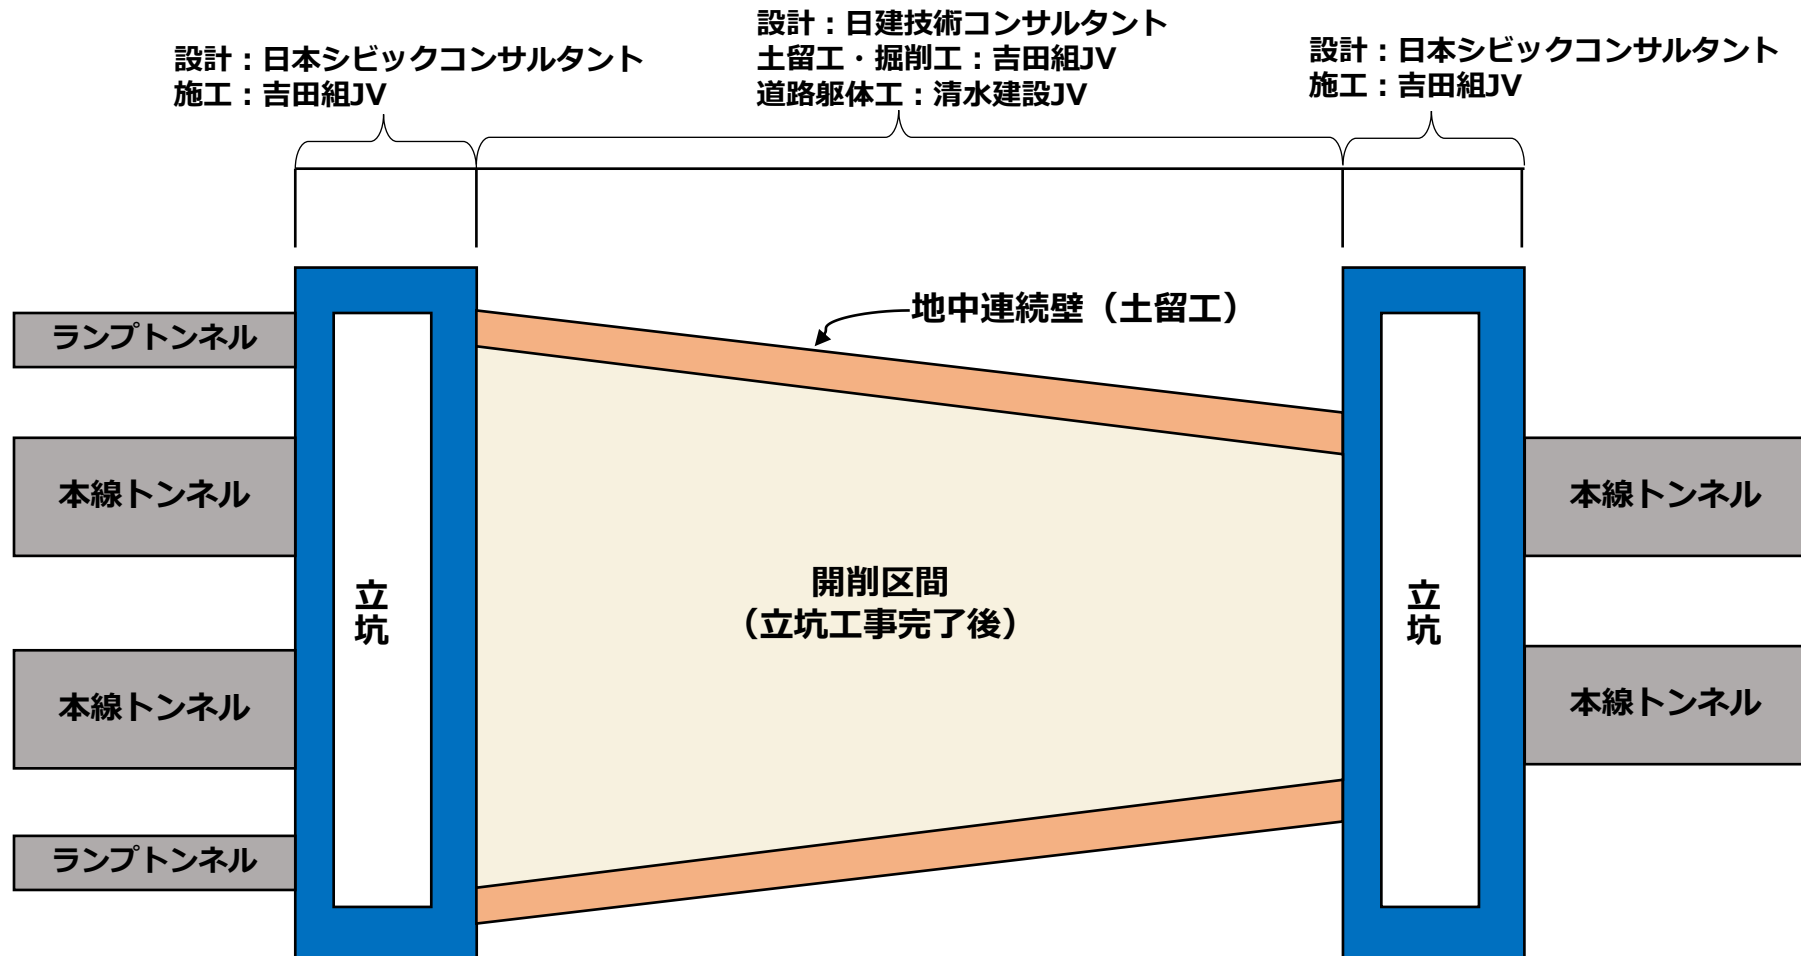 設計：日本シビックコンサルタント
施工：吉田組JV
設計：日建技術コンサルタント
土留工・掘削工：吉田組JV
道路躯体工：清水建設JV
設計：日本シビックコンサルタント
施工：吉田組JV
地中連続壁（土留工）
ランプトンネル
本線トンネル
本線トンネル
ランプトンネル
立坑
開削区間
（立坑工事完了後）
立坑
本線トンネル
本線トンネル